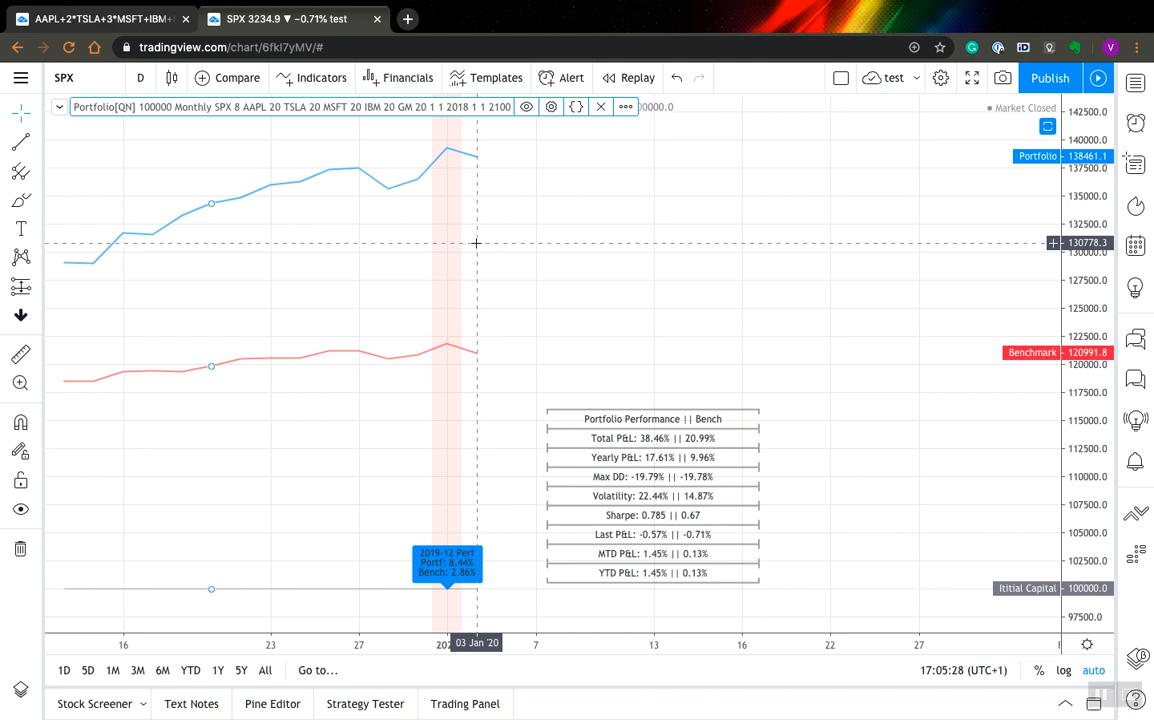 AAPL+2*TSLA+3*MSFT+IBM+
SPX 3234.9 ▼ −0.71% test
tradingview.com/chart/6fkI7yMV/#
SPX D Compare Indicators Financials Templates Alert Replay test Publish
Portfolio[QN] 100000 Monthly SPX 8 AAPL 20 TSLA 20 MSFT 20 IBM 20 GM 20 1 1 2018 1 1 2100
Market Closed
142500.0
140000.0
Portfolio 138461.1
137500.0
135000.0
132500.0
130778.3
130000.0
127500.0
125000.0
122500.0
Benchmark 120991.8
117500.0
115000.0
112500.0
110000.0
107500.0
105000.0
102500.0
Ititial Capital 100000.0
97500.0
Portfolio Performance || Bench
Total P&L: 38.46% || 20.99%
Yearly P&L: 17.61% || 9.96%
Max DD: -19.79% || -19.78%
Volatility: 22.44% || 14.87%
Sharpe: 0.785 || 0.67
Last P&L: -0.57% || -0.71%
MTD P&L: 1.45% || 0.13%
YTD P&L: 1.45% || 0.13%
2019-12 Perf
Portf: 8.44%
Bench: 2.86%
16 23 27 03 Jan '20 7 13 16 22 27
1D 5D 1M 3M 6M YTD 1Y 5Y All Go to... 17:05:28 (UTC+1) % log auto
Stock Screener Text Notes Pine Editor Strategy Tester Trading Panel